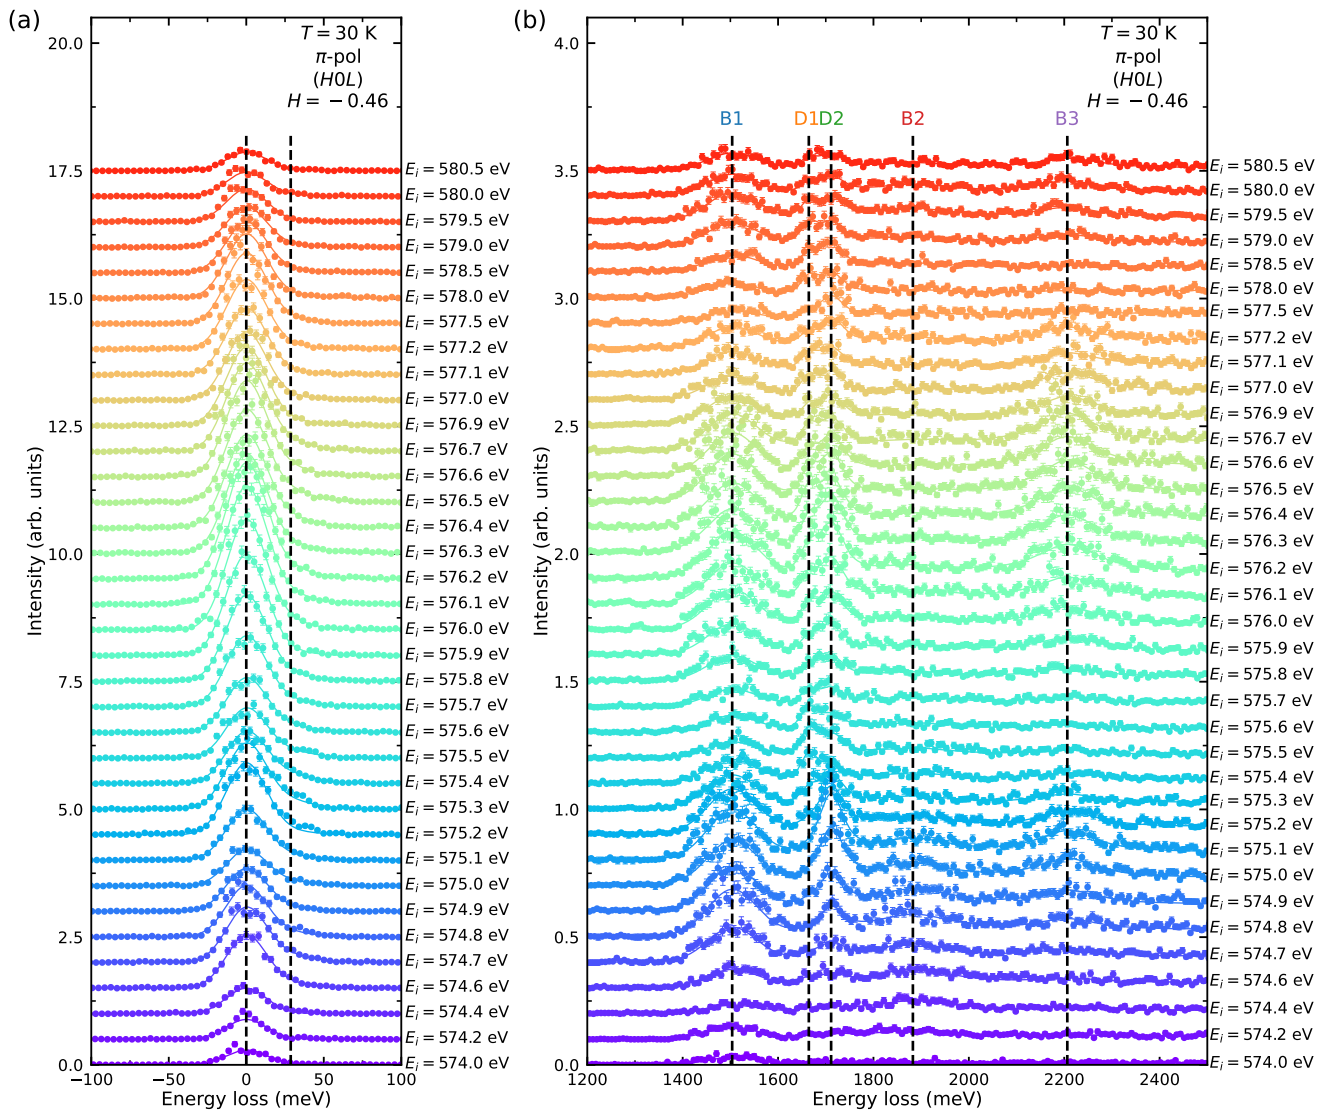 (a)
T = 30 K
π-pol
(H0L)
H = −0.46
20.0
17.5
15.0
12.5
10.0
7.5
5.0
2.5
0.0
Intensity (arb. units)
E_i = 580.5 eV
E_i = 580.0 eV
E_i = 579.5 eV
E_i = 579.0 eV
E_i = 578.5 eV
E_i = 578.0 eV
E_i = 577.5 eV
E_i = 577.2 eV
E_i = 577.1 eV
E_i = 577.0 eV
E_i = 576.9 eV
E_i = 576.7 eV
E_i = 576.6 eV
E_i = 576.5 eV
E_i = 576.4 eV
E_i = 576.3 eV
E_i = 576.2 eV
E_i = 576.1 eV
E_i = 576.0 eV
E_i = 575.9 eV
E_i = 575.8 eV
E_i = 575.7 eV
E_i = 575.6 eV
E_i = 575.5 eV
E_i = 575.4 eV
E_i = 575.3 eV
E_i = 575.2 eV
E_i = 575.1 eV
E_i = 575.0 eV
E_i = 574.9 eV
E_i = 574.8 eV
E_i = 574.7 eV
E_i = 574.6 eV
E_i = 574.4 eV
E_i = 574.2 eV
E_i = 574.0 eV
−100 −50 0 50 100
Energy loss (meV)
(b)
T = 30 K
π-pol
(H0L)
H = −0.46
B1 D1 D2 B2 B3
4.0
3.5
3.0
2.5
2.0
1.5
1.0
0.5
0.0
Intensity (arb. units)
E_i = 580.5 eV
E_i = 580.0 eV
E_i = 579.5 eV
E_i = 579.0 eV
E_i = 578.5 eV
E_i = 578.0 eV
E_i = 577.5 eV
E_i = 577.2 eV
E_i = 577.1 eV
E_i = 577.0 eV
E_i = 576.9 eV
E_i = 576.7 eV
E_i = 576.6 eV
E_i = 576.5 eV
E_i = 576.4 eV
E_i = 576.3 eV
E_i = 576.2 eV
E_i = 576.1 eV
E_i = 576.0 eV
E_i = 575.9 eV
E_i = 575.8 eV
E_i = 575.7 eV
E_i = 575.6 eV
E_i = 575.5 eV
E_i = 575.4 eV
E_i = 575.3 eV
E_i = 575.2 eV
E_i = 575.1 eV
E_i = 575.0 eV
E_i = 574.9 eV
E_i = 574.8 eV
E_i = 574.7 eV
E_i = 574.6 eV
E_i = 574.4 eV
E_i = 574.2 eV
E_i = 574.0 eV
1200 1400 1600 1800 2000 2200 2400
Energy loss (meV)